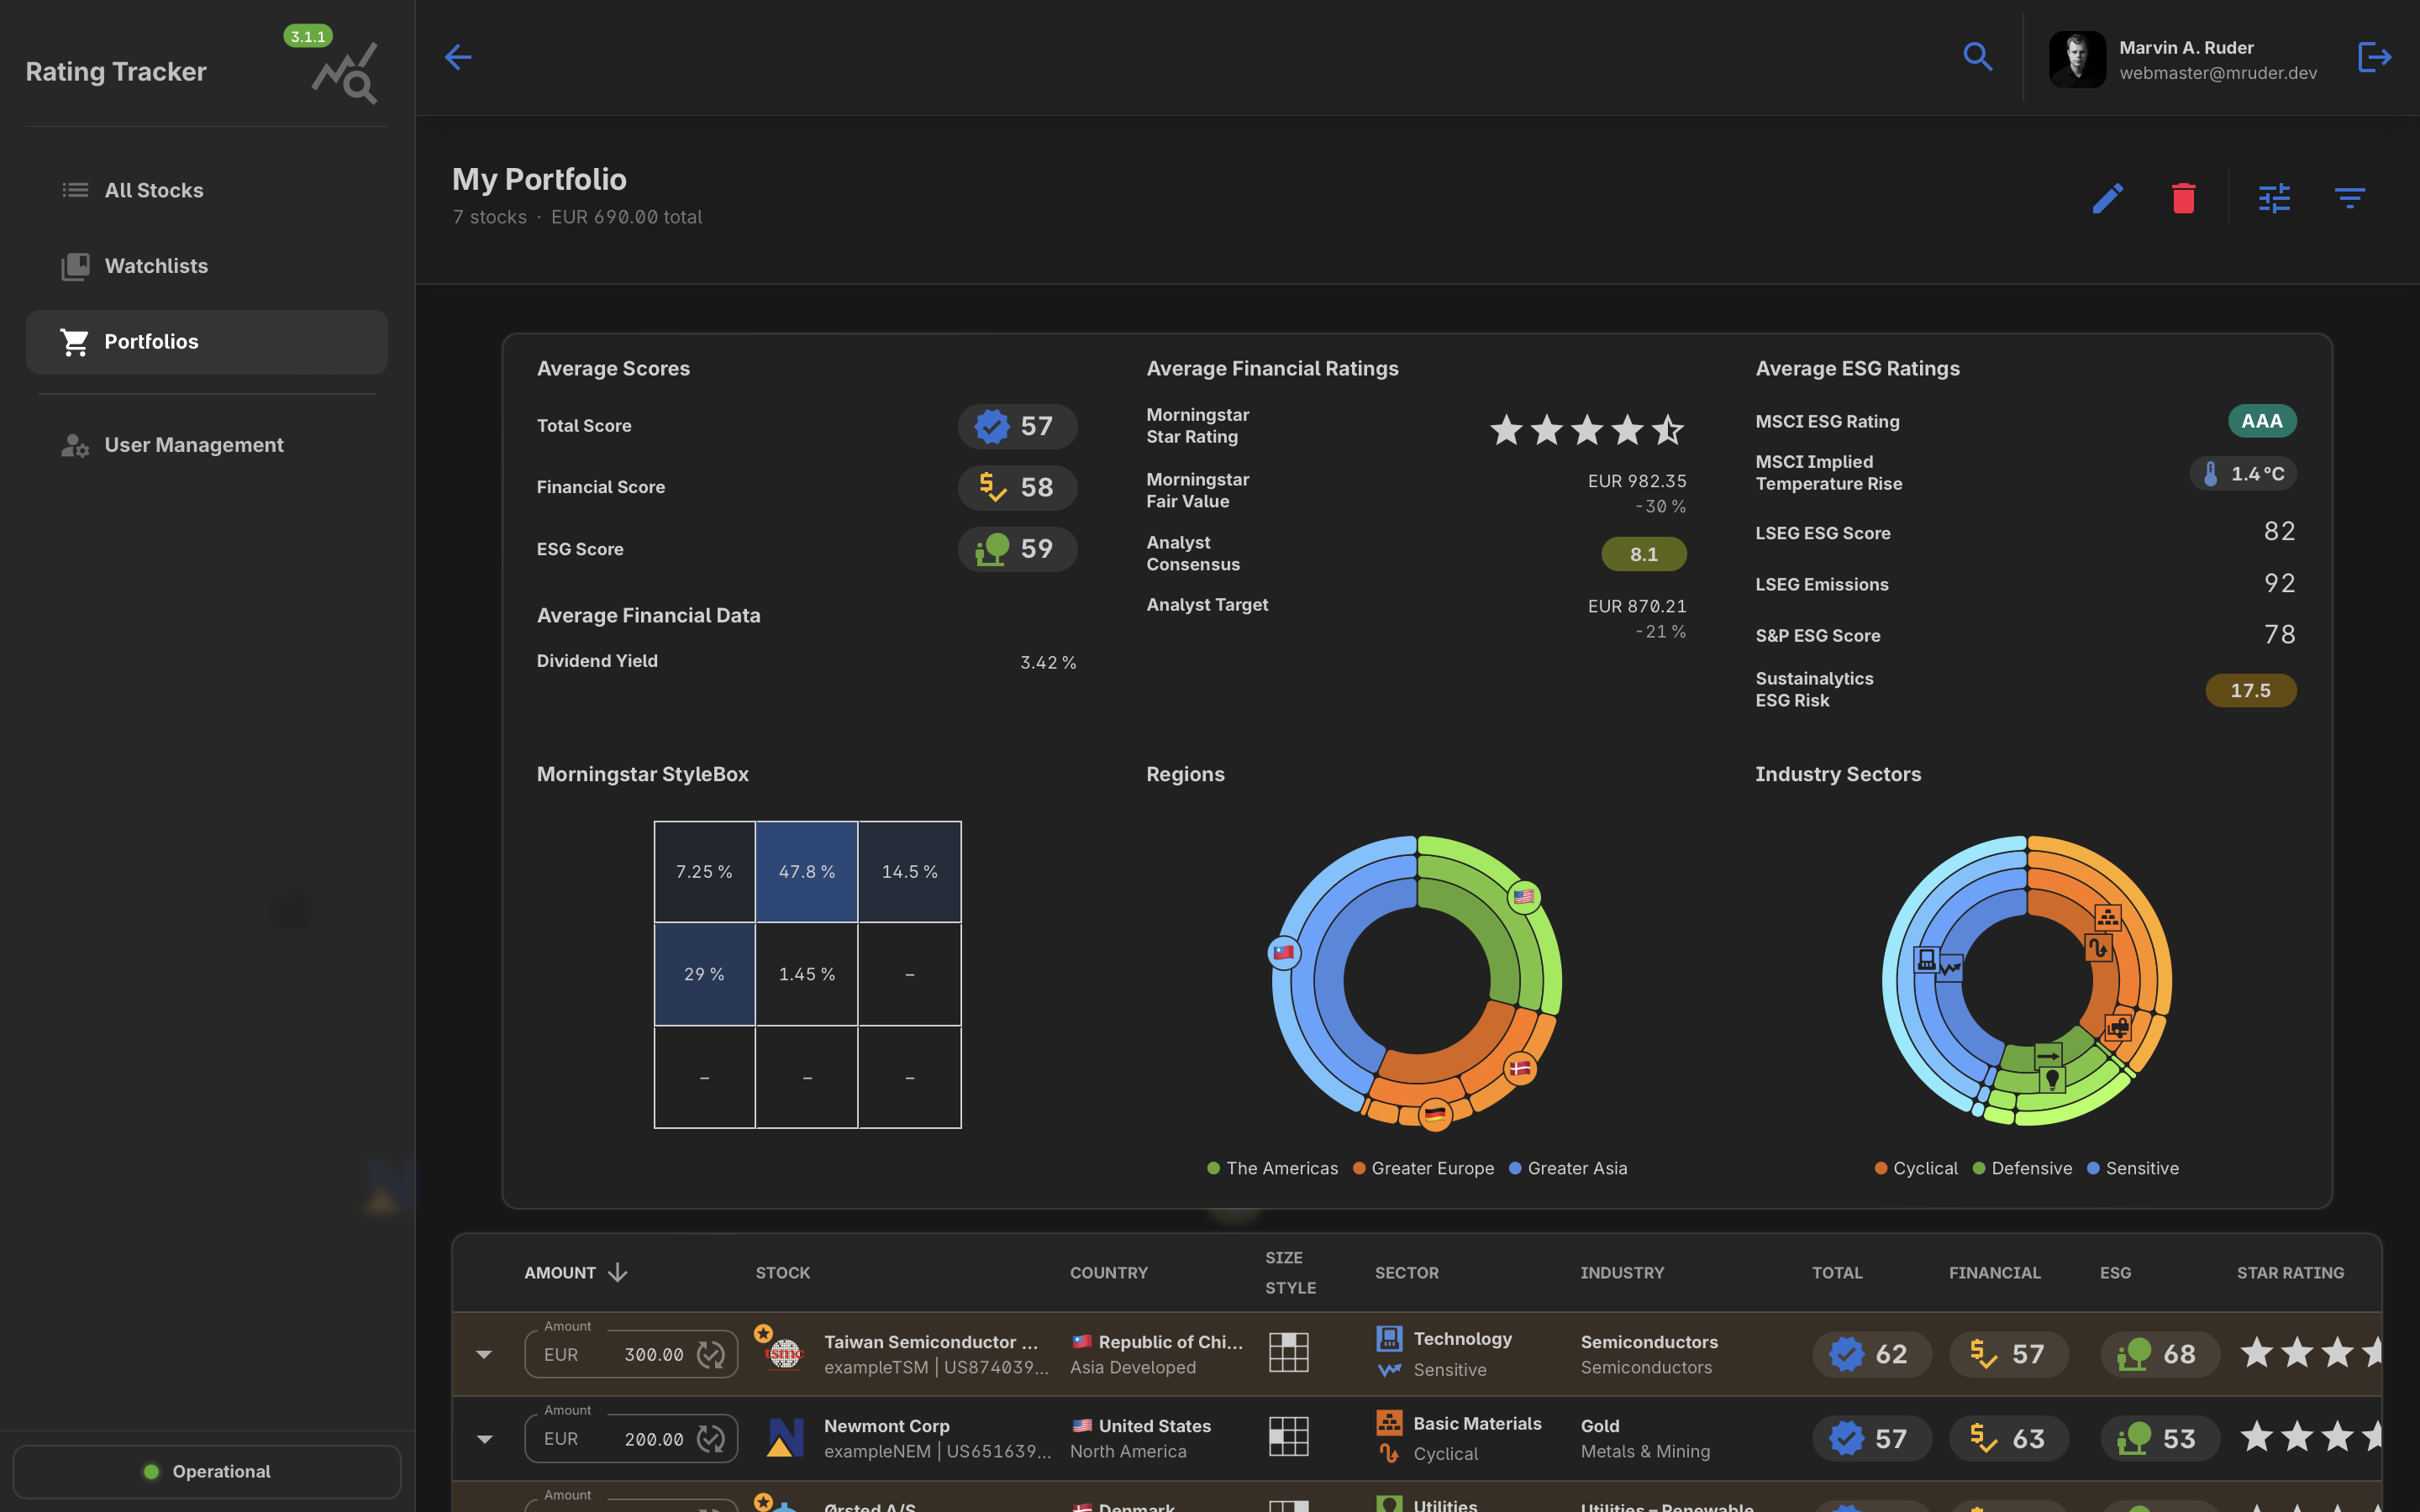 Rating Tracker
3.1.1
All Stocks
Watchlists
Portfolios
User Management
Operational
Marvin A. Ruder
webmaster@mruder.dev
My Portfolio
7 stocks · EUR 690.00 total
Average Scores
Total Score
57
Financial Score
58
ESG Score
59
Average Financial Data
Dividend Yield
3.42 %
Average Financial Ratings
Morningstar
Star Rating
Morningstar
Fair Value
EUR 982.35
-30 %
Analyst
Consensus
8.1
Analyst Target
EUR 870.21
-21 %
Average ESG Ratings
MSCI ESG Rating
AAA
MSCI Implied
Temperature Rise
1.4 °C
LSEG ESG Score
82
LSEG Emissions
92
S&P ESG Score
78
Sustainalytics
ESG Risk
17.5
Morningstar StyleBox
7.25 % 47.8 % 14.5 %
29 % 1.45 % –
– – –
Regions
The Americas Greater Europe Greater Asia
Industry Sectors
Cyclical Defensive Sensitive
AMOUNT STOCK COUNTRY SIZE STYLE SECTOR INDUSTRY TOTAL FINANCIAL ESG STAR RATING
Amount
EUR 300.00
tsmc
Taiwan Semiconductor ...
exampleTSM | US874039...
Republic of Chi...
Asia Developed
Technology
Sensitive
Semiconductors
Semiconductors
62 57 68
Amount
EUR 200.00
Newmont Corp
exampleNEM | US651639...
United States
North America
Basic Materials
Cyclical
Gold
Metals & Mining
57 63 53
Amount
Ørsted A/S
Denmark
Utilities
Utilities – Renewable